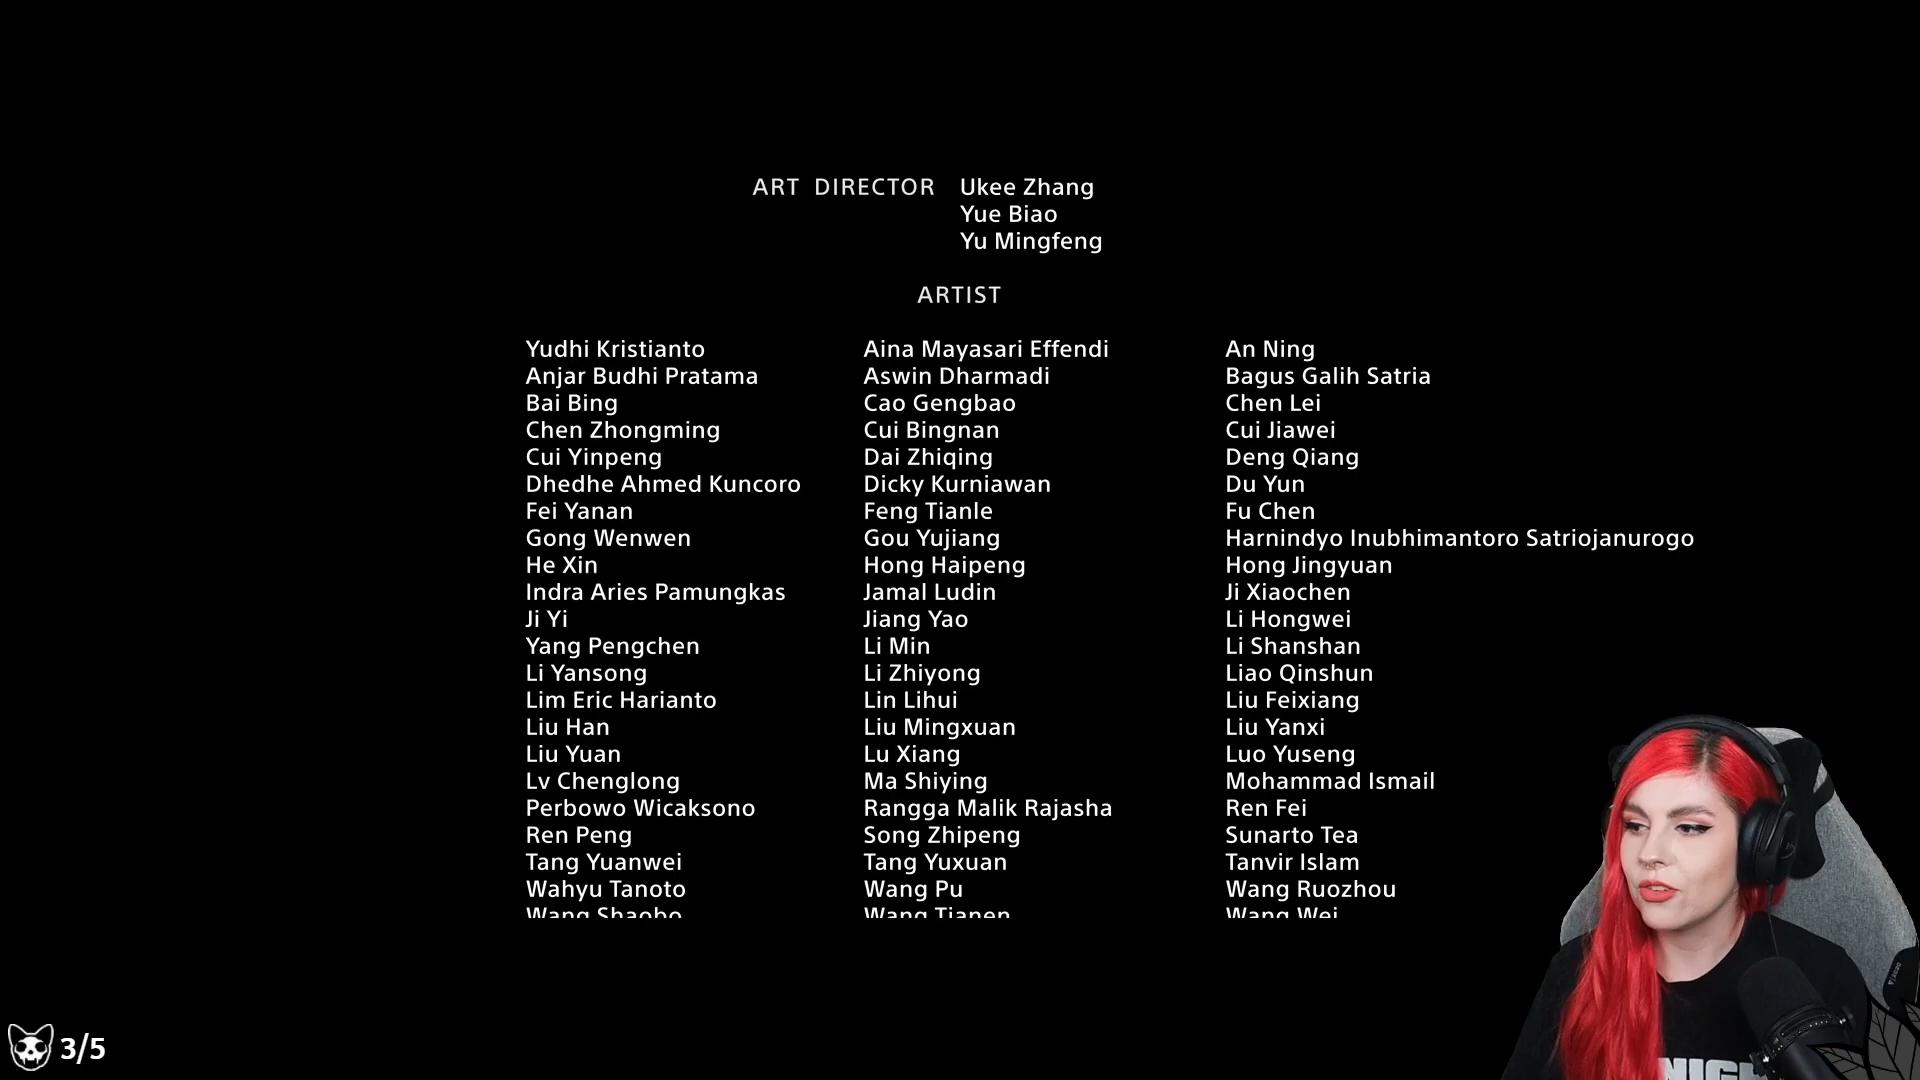 ART DIRECTOR Ukee Zhang
Yue Biao
Yu Mingfeng
ARTIST
Yudhi Kristianto Aina Mayasari Effendi An Ning
Anjar Budhi Pratama Aswin Dharmadi Bagus Galih Satria
Bai Bing Cao Gengbao Chen Lei
Chen Zhongming Cui Bingnan Cui Jiawei
Cui Yinpeng Dai Zhiqing Deng Qiang
Dhedhe Ahmed Kuncoro Dicky Kurniawan Du Yun
Fei Yanan Feng Tianle Fu Chen
Gong Wenwen Gou Yujiang Harnindyo Inubhimantoro Satriojanurogo
He Xin Hong Haipeng Hong Jingyuan
Indra Aries Pamungkas Jamal Ludin Ji Xiaochen
Ji Yi Jiang Yao Li Hongwei
Yang Pengchen Li Min Li Shanshan
Li Yansong Li Zhiyong Liao Qinshun
Lim Eric Harianto Lin Lihui Liu Feixiang
Liu Han Liu Mingxuan Liu Yanxi
Liu Yuan Lu Xiang Luo Yuseng
Lv Chenglong Ma Shiying Mohammad Ismail
Perbowo Wicaksono Rangga Malik Rajasha Ren Fei
Ren Peng Song Zhipeng Sunarto Tea
Tang Yuanwei Tang Yuxuan Tanvir Islam
Wahyu Tanoto Wang Pu Wang Ruozhou
Wang Shaobo Wang Tianen Wang Wei
3/5